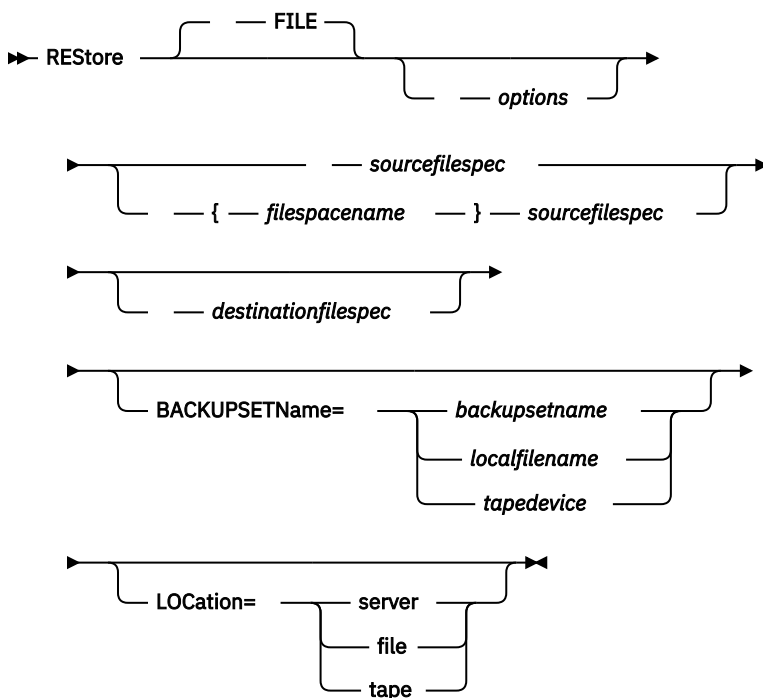 FILE
REStore
options
sourcefilespec
{ filespacename } sourcefilespec
destinationfilespec
BACKUPSETName= backupsetname
localfilename
tapedevice
LOCation= server
file
tape